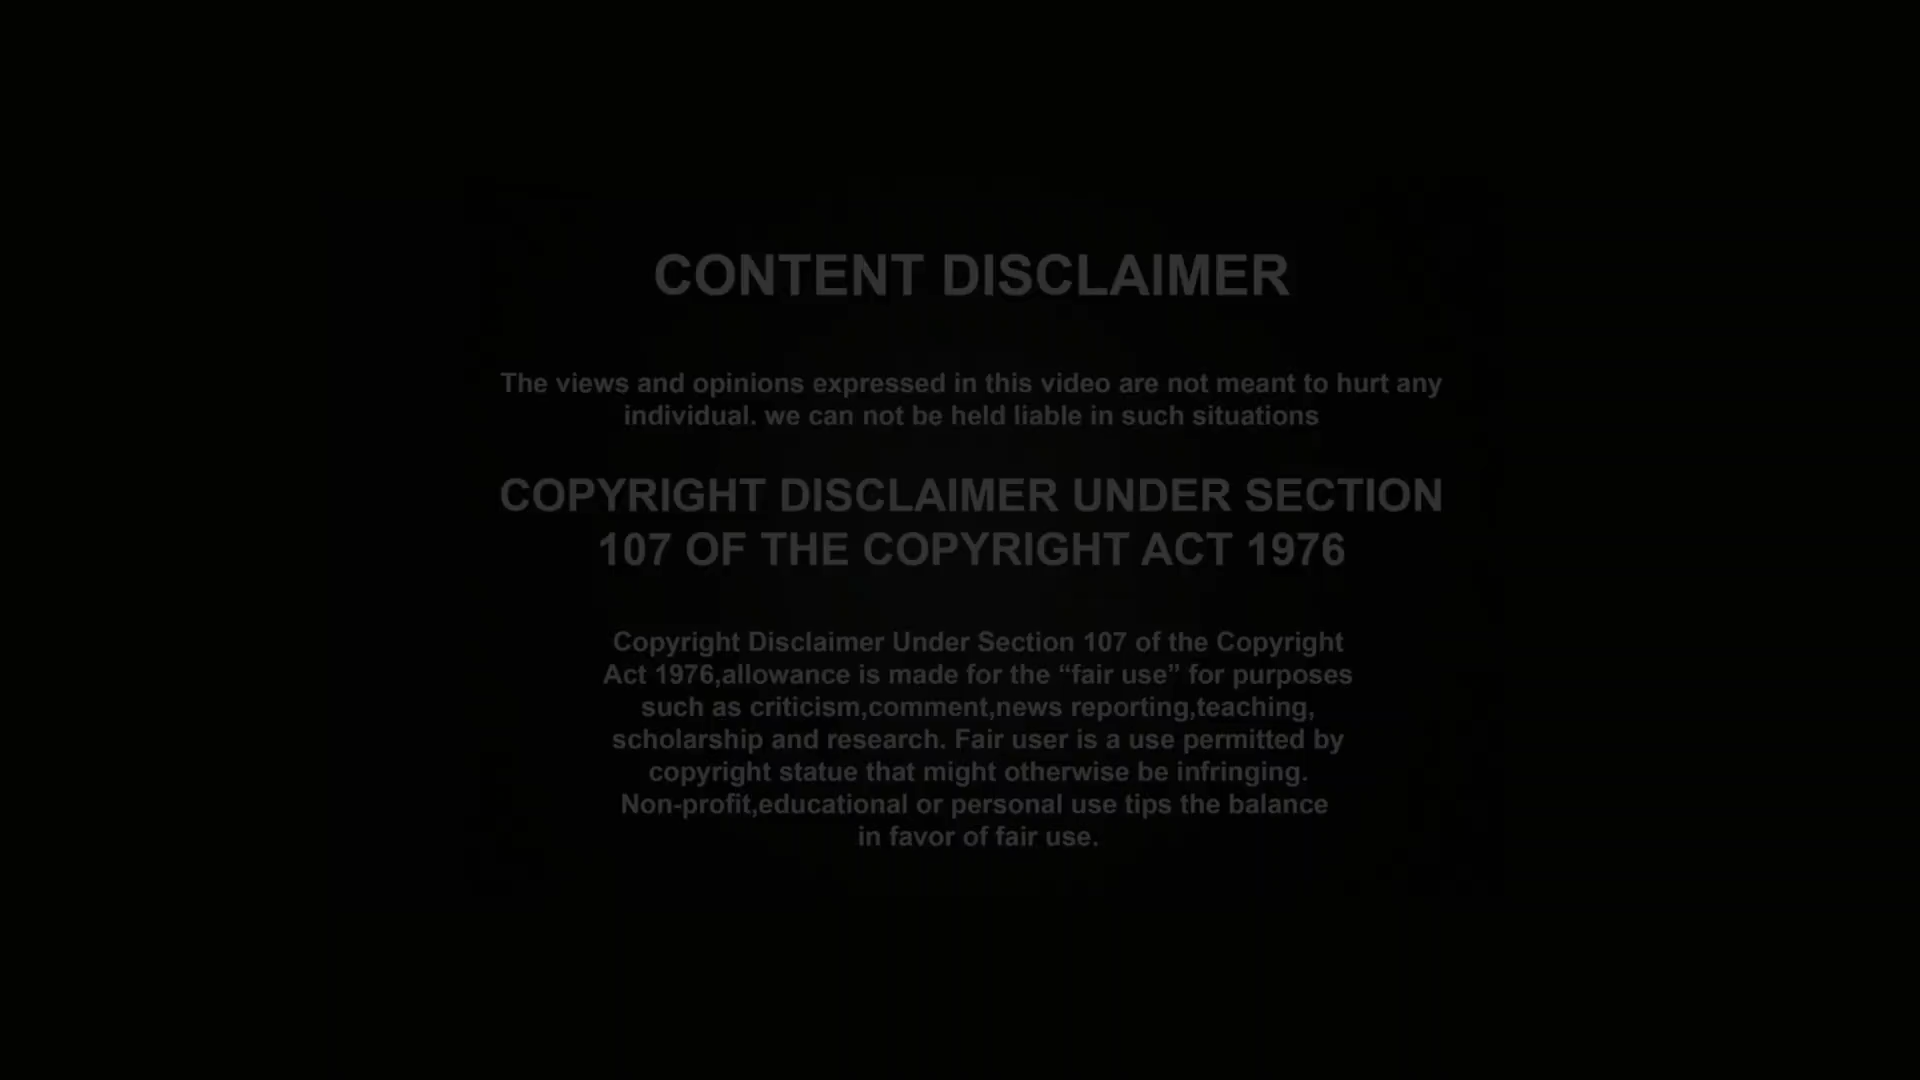 CONTENT DISCLAIMER
The views and opinions expressed in this video are not meant to hurt any
individual. we can not be held liable in such situations
COPYRIGHT DISCLAIMER UNDER SECTION
107 OF THE COPYRIGHT ACT 1976
Copyright Disclaimer Under Section 107 of the Copyright
Act 1976,allowance is made for the “fair use” for purposes
such as criticism,comment,news reporting,teaching,
scholarship and research. Fair user is a use permitted by
copyright statue that might otherwise be infringing.
Non-profit,educational or personal use tips the balance
in favor of fair use.